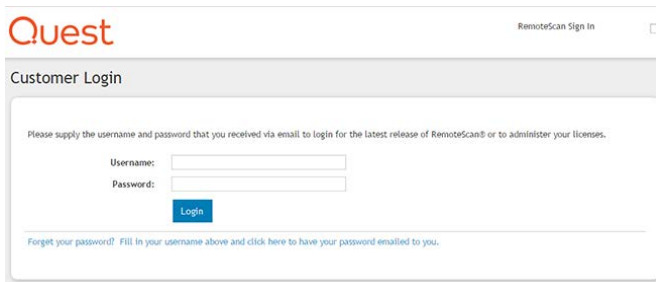 Quest
RemoteScan Sign In
Customer Login
Please supply the username and password that you received via email to login for the latest release of RemoteScan® or to administer your licenses.
Username:
Password:
Login
Forget your password? Fill in your username above and click here to have your password emailed to you.